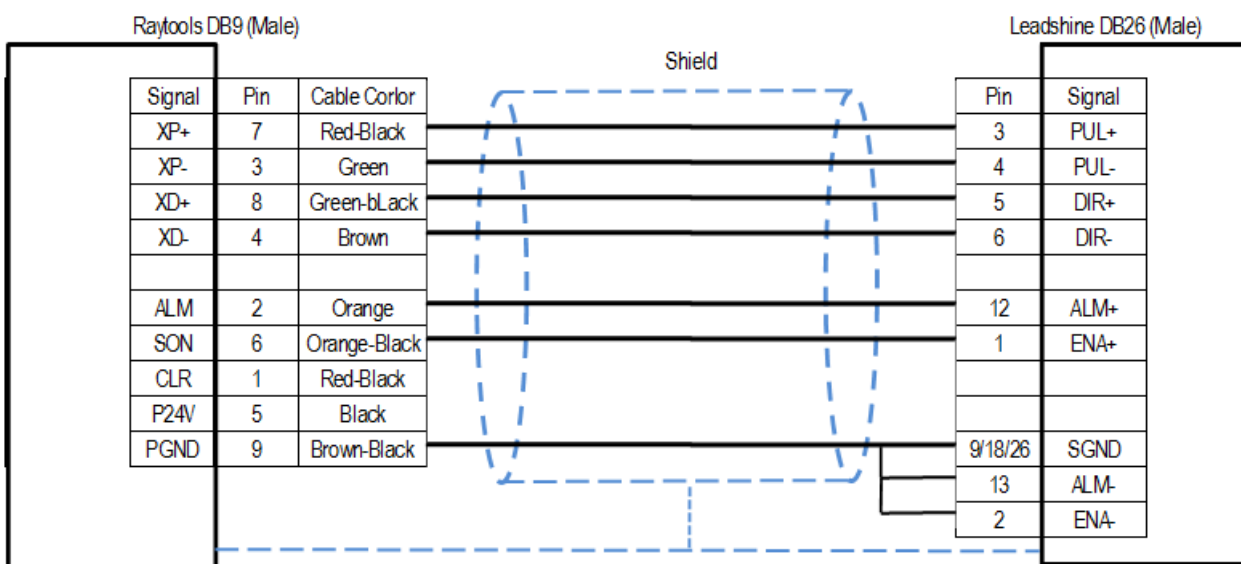 Raytools DB9 (Male) Leadshine DB26 (Male)
Shield
Signal Pin Cable Corlor Pin Signal
XP+ 7 Red-Black 3 PUL+
XP- 3 Green 4 PUL-
XD+ 8 Green-bLack 5 DIR+
XD- 4 Brown 6 DIR-
ALM 2 Orange 12 ALM+
SON 6 Orange-Black 1 ENA+
CLR 1 Red-Black
P24V 5 Black
PGND 9 Brown-Black 9/18/26 SGND
13 ALM-
2 ENA-